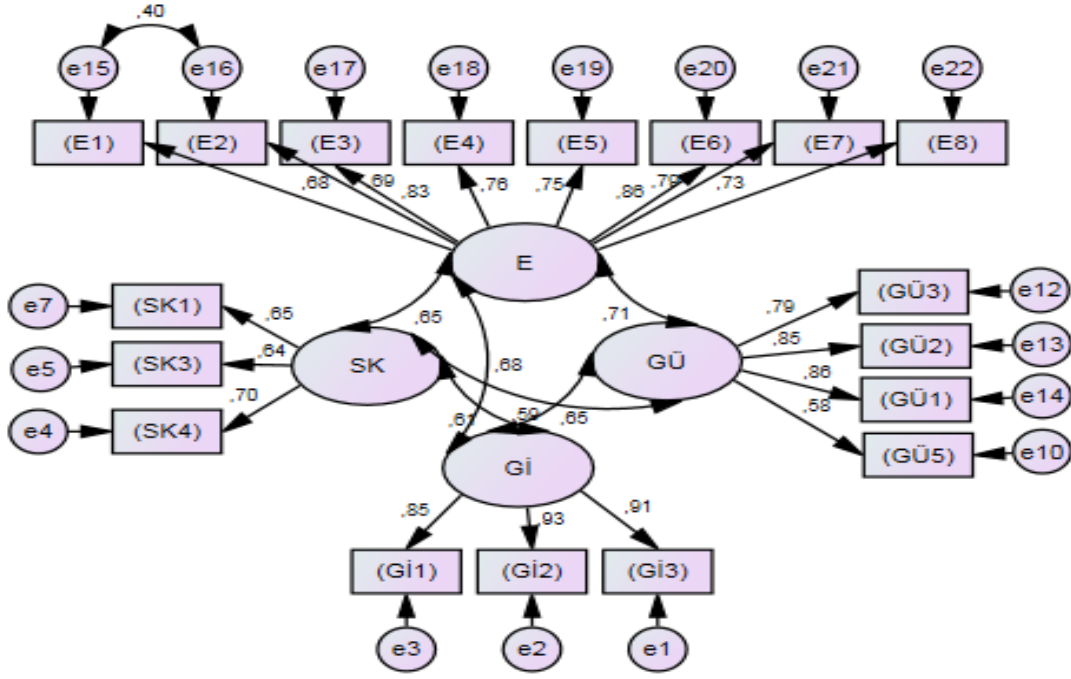 ,40
e15 e16 e17 e18 e19 e20 e21 e22
(E1) (E2) (E3) (E4) (E5) (E6) (E7) (E8)
,68 ,69 ,83 ,76 ,75 ,86 ,79 ,73
E
e7 (SK1) ,65
e5 (SK3) ,64
e4 (SK4) ,70
SK
,65
,71
GÜ
,79 (GÜ3) e12
,85 (GÜ2) e13
,86 (GÜ1) e14
,58 (GÜ5) e10
,68
,61 ,59 ,65
Gİ
,85 ,93 ,91
(Gİ1) (Gİ2) (Gİ3)
e3 e2 e1